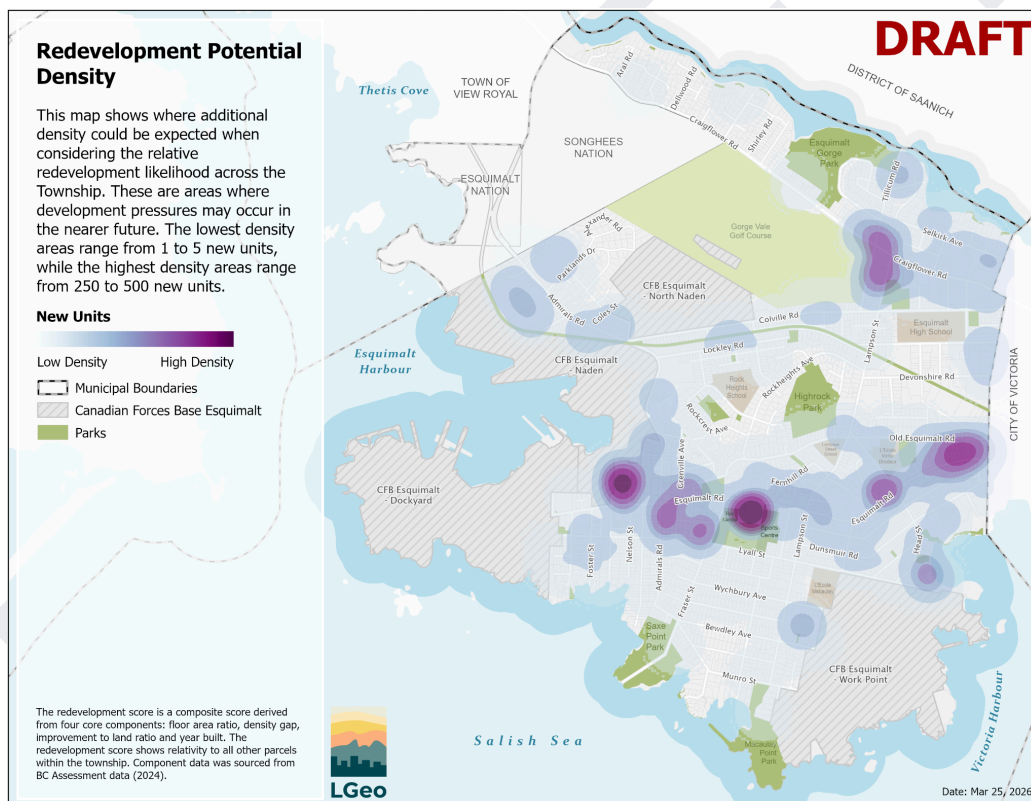 Redevelopment Potential
Density
This map shows where additional
density could be expected when
considering the relative
redevelopment likelihood across the
Township. These are areas where
development pressures may occur in
the nearer future. The lowest density
areas range from 1 to 5 new units,
while the highest density areas range
from 250 to 500 new units.
New Units
Low Density
High Density
Municipal Boundaries
Canadian Forces Base Esquimalt
Parks
The redevelopment score is a composite score derived
from four core components: floor area ratio, density gap,
improvement to land ratio and year built. The
redevelopment score shows relativity to all other parcels
within the township. Component data was sourced from
BC Assessment data (2024).
DRAFT
DISTRICT OF SAANICH
TOWN OF
VIEW ROYAL
Thetis Cove
SONGHEES
NATION
ESQUIMALT
NATION
Aral Rd
Dellwood Rd
Craigflower Rd
Shirley Rd
Esquimalt
Gorge
Park
Tillicum Rd
Selkirk Ave
Craigflower Rd
Gorge Vale
Golf Course
Parklands Dr
Admirals Rd
Coles St
CFB Esquimalt
- North Naden
Colville Rd
Lampson St
Esquimalt
High School
Lockley Rd
CFB Esquimalt
- Naden
Esquimalt
Harbour
Rock
Heights
School
Rockheights Ave
Highrock
Park
Devonshire Rd
CITY OF VICTORIA
Rockcrest Ave
Old Esquimalt Rd
CFB Esquimalt
- Dockyard
Esquimalt Rd
Fernhill Rd
Esquimalt Rd
Sports
Centre
Lyall St
Lampson St
Dunsmuir Rd
Head St
Foster St
Nelson St
Admirals Rd
Fraser St
Wychbury Ave
L'École
Macaulay
Bewdley Ave
Saxe
Point
Park
Munro St
CFB Esquimalt
- Work Point
Macaulay
Point
Park
Salish Sea
Victoria Harbour
LGeo
Date: Mar 25, 2026